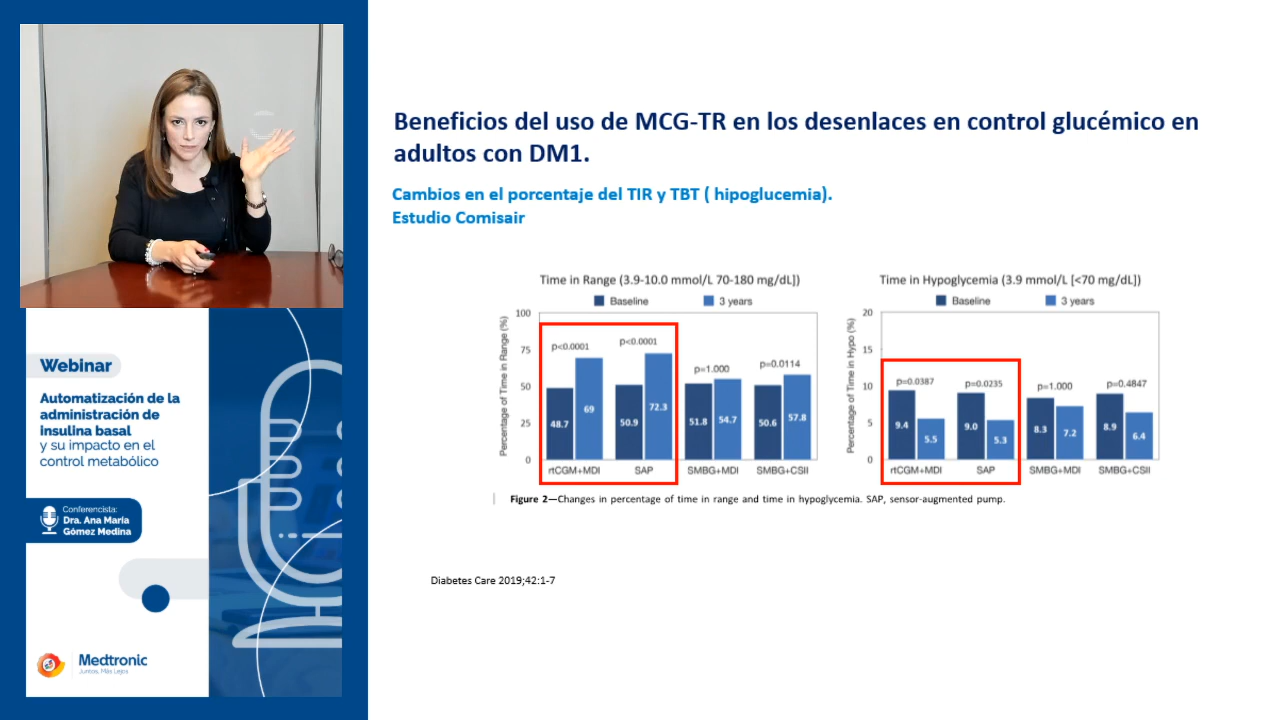 Beneficios del uso de MCG-TR en los desenlaces en control glucémico en
adultos con DM1.
Cambios en el porcentaje del TIR y TBT ( hipoglucemia).
Estudio Comisair
Time in Range (3.9-10.0 mmol/L 70-180 mg/dL])
Baseline 3 years
Percentage of Time in Range (%)
100
75
50
25
0
p<0.0001 p<0.0001 p=1.000 p=0.0114
48.7 69 50.9 72.3 51.8 54.7 50.6 57.8
rtCGM+MDI SAP SMBG+MDI SMBG+CSII
Time in Hypoglycemia (3.9 mmol/L [<70 mg/dL])
Baseline 3 years
Percentage of Time in Hypo (%)
20
15
10
5
0
p=0.0387 p=0.0235 p=1.000 p=0.4847
9.4 5.5 9.0 5.3 8.3 7.2 8.9 6.4
rtCGM+MDI SAP SMBG+MDI SMBG+CSII
Figure 2—Changes in percentage of time in range and time in hypoglycemia. SAP, sensor-augmented pump.
Diabetes Care 2019;42:1-7
Webinar
Automatización de la
administración de
insulina basal
y su impacto en el
control metabólico
Conferencista:
Dra. Ana María
Gómez Medina
Medtronic
Juntos, Más Lejos